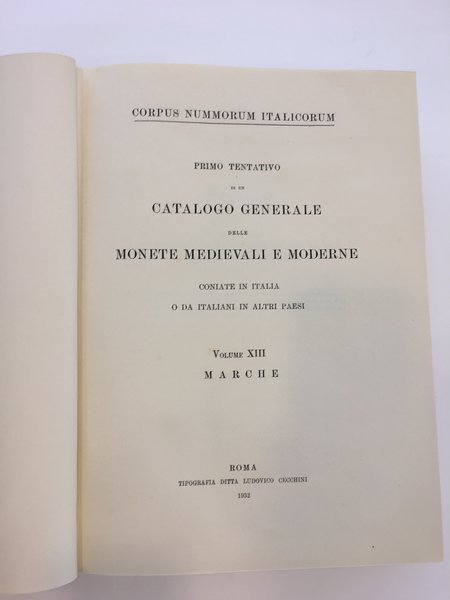 CORPUS NUMMORUM ITALICORUM
PRIMO TENTATIVO
DI UN
CATALOGO GENERALE
DELLE
MONETE MEDIEVALI E MODERNE
CONIATE IN ITALIA
O DA ITALIANI IN ALTRI PAESI
VOLUME XIII
MARCHE
ROMA
TIPOGRAFIA DITTA LUDOVICO CECCHINI
1932